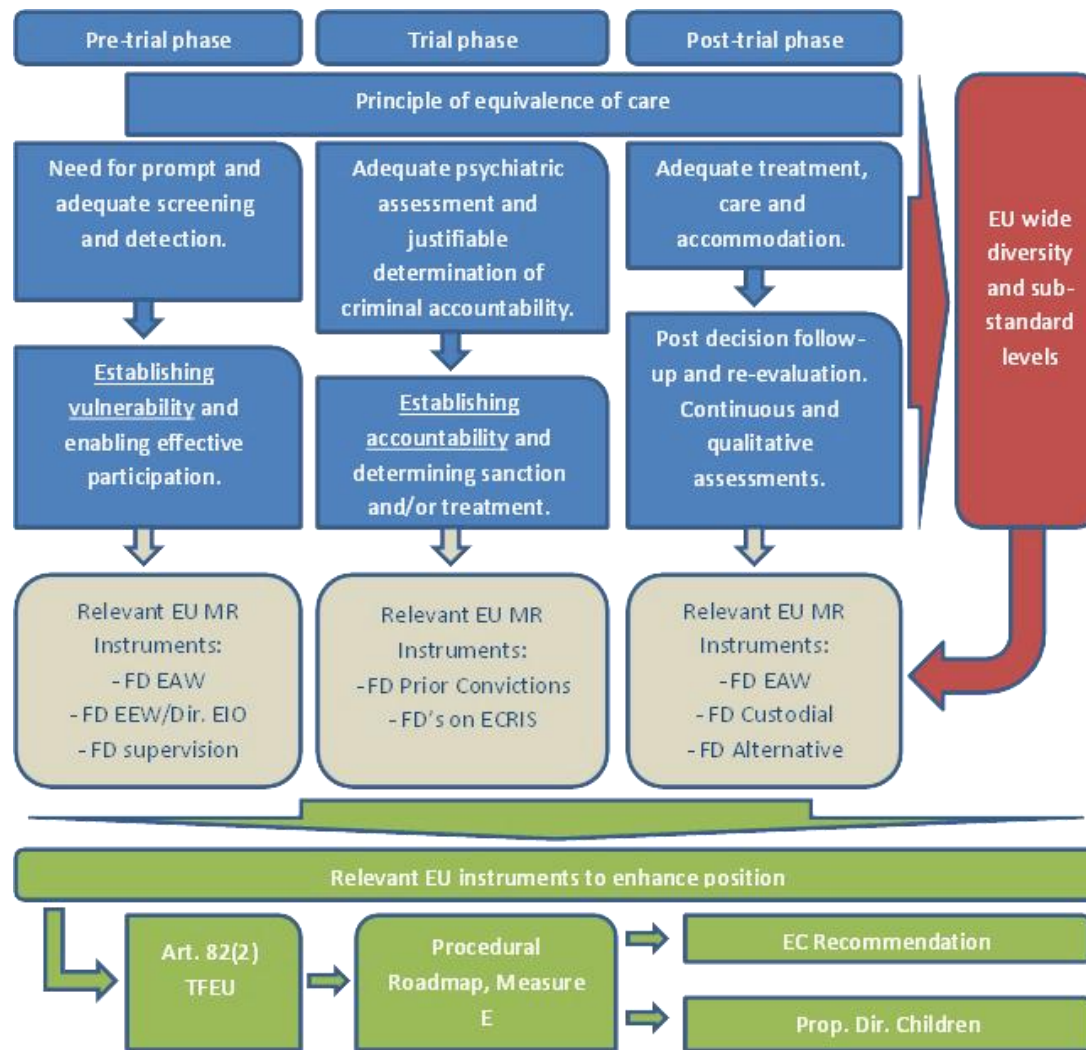 Pre-trial phase
Trial phase
Post-trial phase
Principle of equivalence of care
Need for prompt and
adequate screening
and detection.
Adequate psychiatric
assessment and
justifiable
determination of
criminal accountability.
Adequate treatment,
care and
accommodation.
EU wide
diversity
and sub-
standard
levels
Establishing
vulnerability and
enabling effective
participation.
Establishing
accountability and
determining sanction
and/or treatment.
Post decision follow-
up and re-evaluation.
Continuous and
qualitative
assessments.
Relevant EU MR
Instruments:
- FD EAW
- FD EEW/Dir. EIO
- FD supervision
Relevant EU MR
Instruments:
- FD Prior Convictions
- FD's on ECRIS
Relevant EU MR
Instruments:
- FD EAW
- FD Custodial
- FD Alternative
Relevant EU instruments to enhance position
Art. 82(2)
TFEU
Procedural
Roadmap, Measure
E
EC Recommendation
Prop. Dir. Children